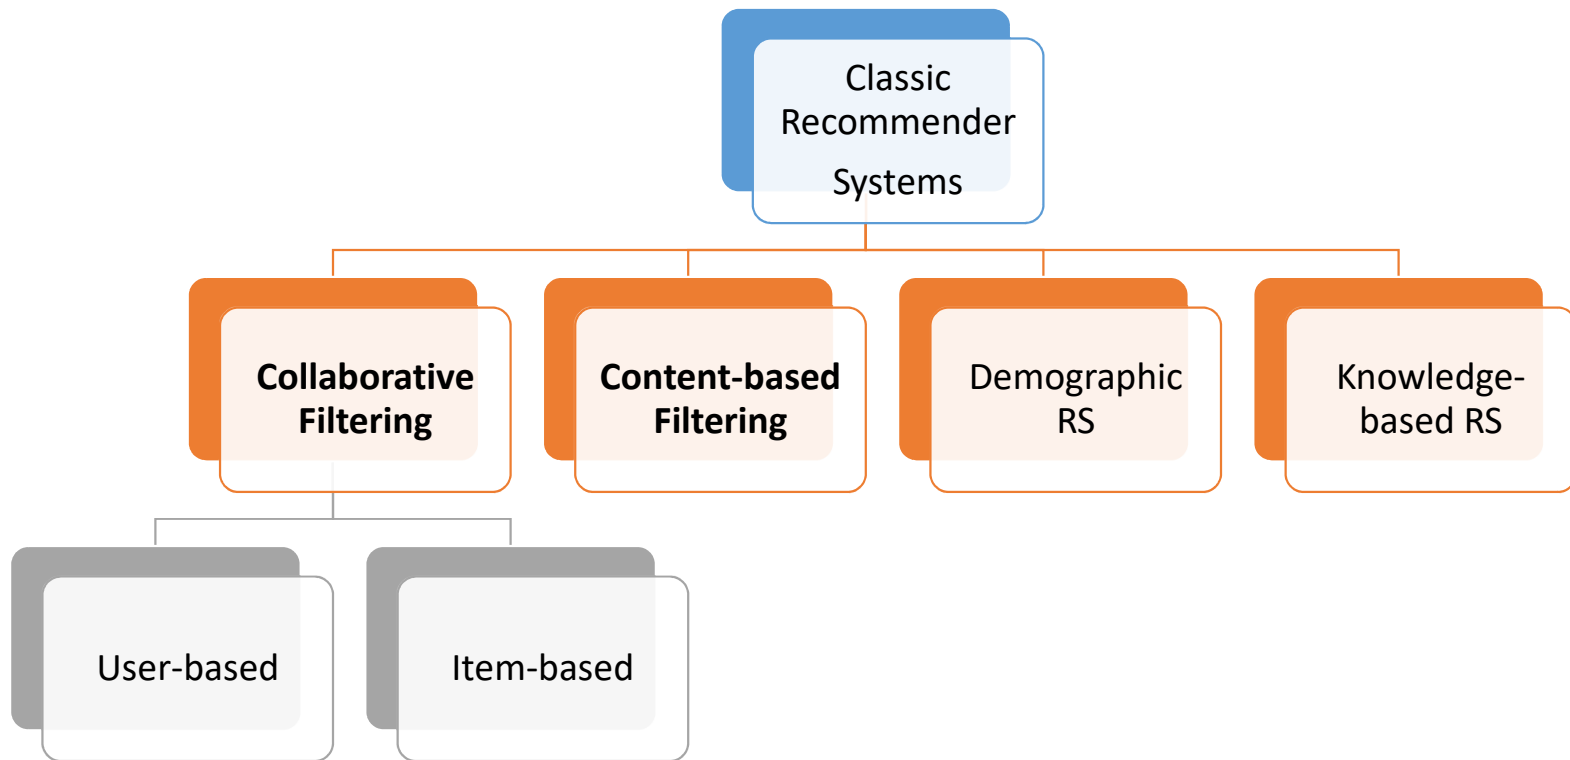 Classic
Recommender
Systems
Collaborative
Filtering
Content-based
Filtering
Demographic
RS
Knowledge-
based RS
User-based
Item-based